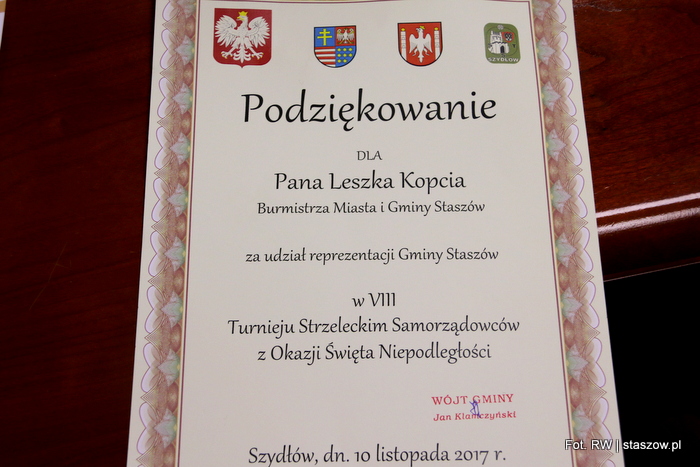 SZYDŁÓW
Podziękowanie
DLA
Pana Leszka Kopcia
Burmistrza Miasta i Gminy Staszów
za udział reprezentacji Gminy Staszów
w VIII
Turnieju Strzeleckim Samorządowców
z Okazji Święta Niepodległości
WÓJT GMINY
Jan Klamczyński
Szydłów, dn. 10 listopada 2017 r.
Fot. RW | staszow.pl